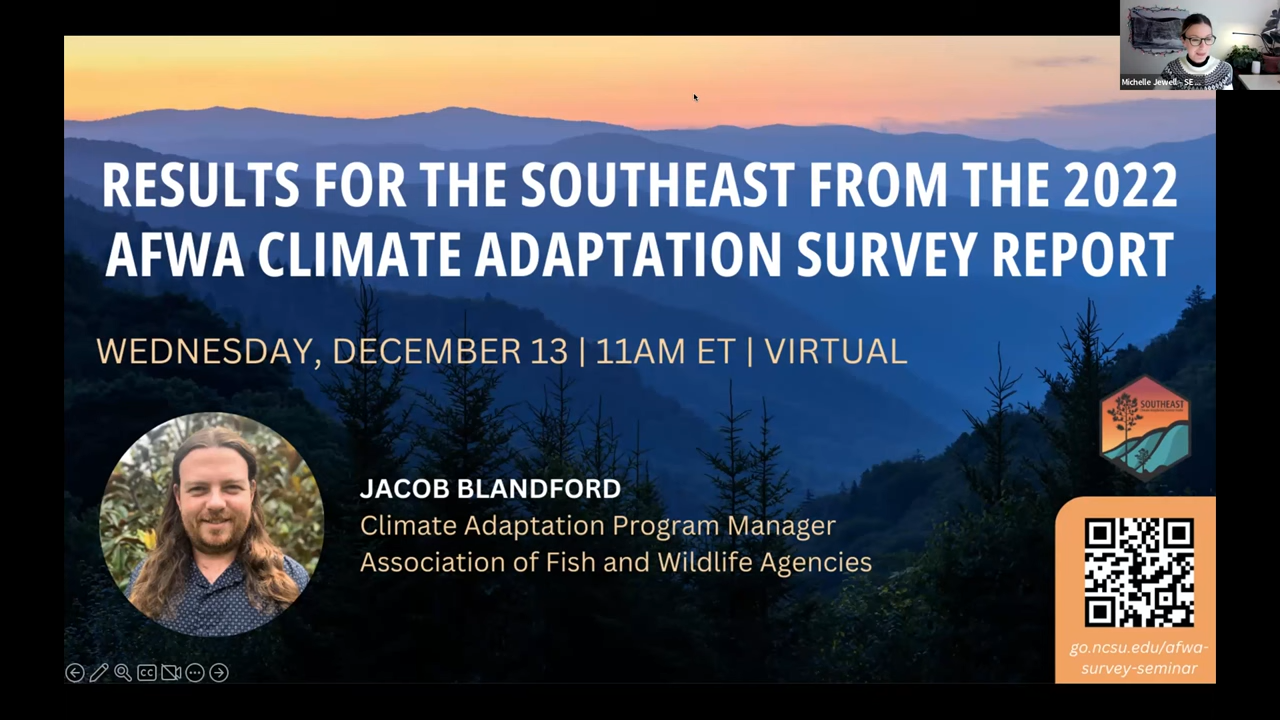 Michelle Jewell - SE ...
RESULTS FOR THE SOUTHEAST FROM THE 2022
AFWA CLIMATE ADAPTATION SURVEY REPORT
WEDNESDAY, DECEMBER 13 | 11AM ET | VIRTUAL
SOUTHEAST
JACOB BLANDFORD
Climate Adaptation Program Manager
Association of Fish and Wildlife Agencies
CC
go.ncsu.edu/afwa-
survey-seminar